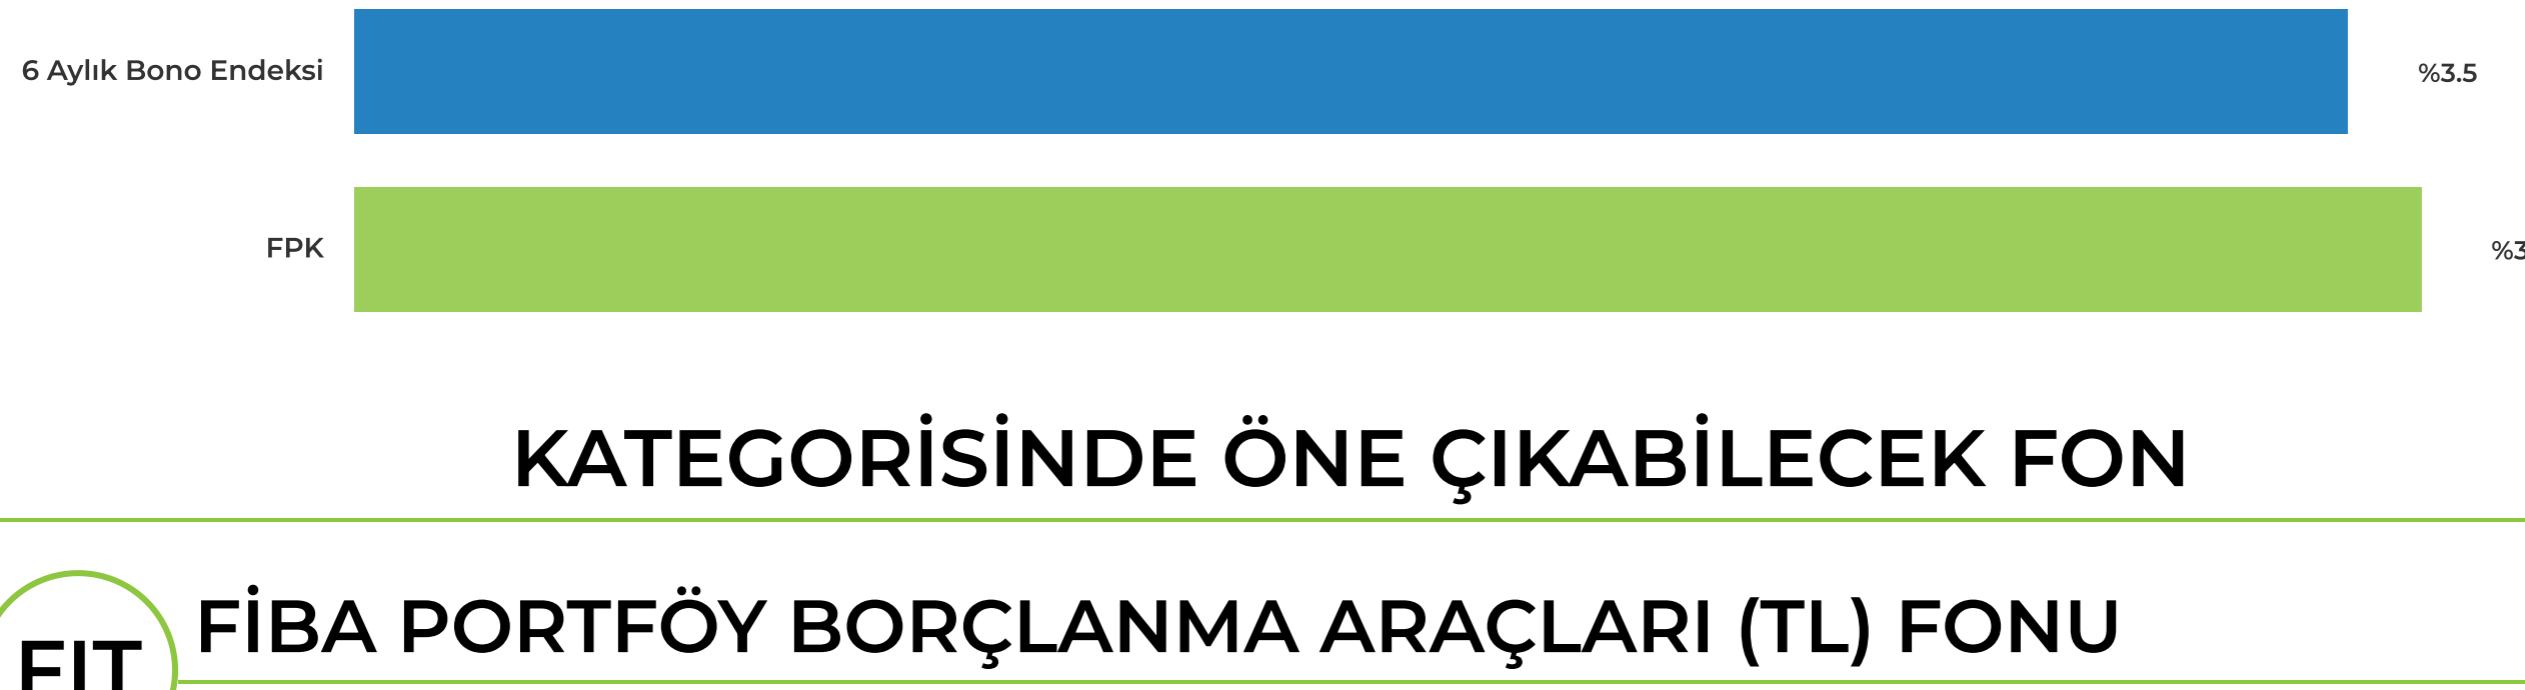 6 Aylık Bono Endeksi %3.5
FPK
KATEGORİSİNDE ÖNE ÇIKABİLECEK FON
FİBA PORTFÖY BORÇLANMA ARAÇLARI (TL) FONU
FIT